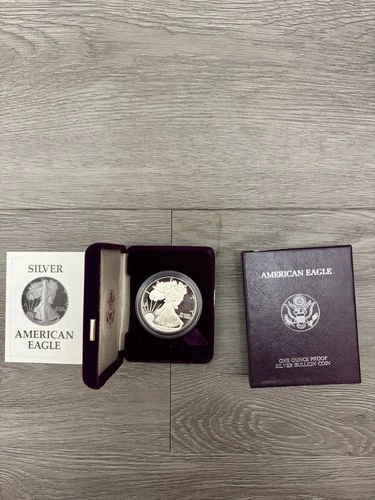 SILVER
AMERICAN
EAGLE
AMERICAN EAGLE
ONE OUNCE PROOF
SILVER BULLION COIN